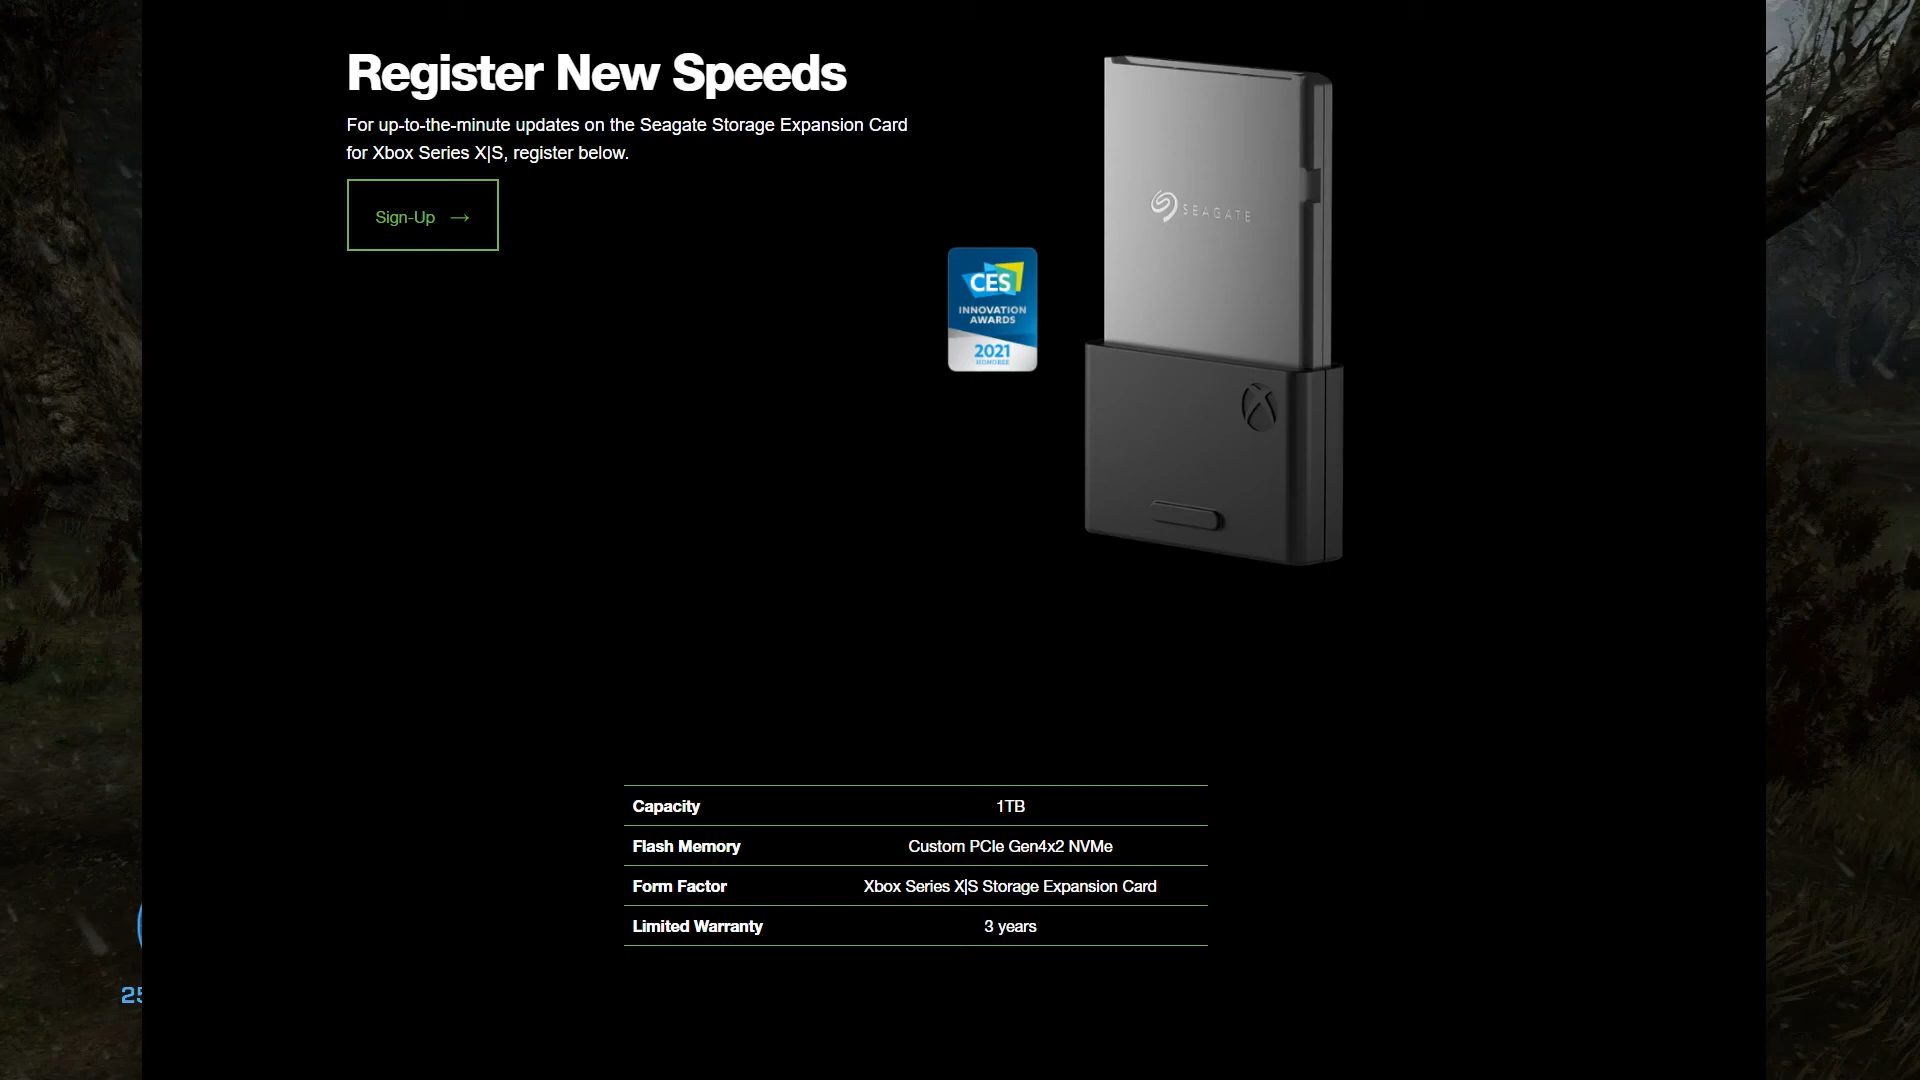 Register New Speeds
For up-to-the-minute updates on the Seagate Storage Expansion Card
for Xbox Series X|S, register below.
Sign-Up →
SEAGATE
CES
INNOVATION
AWARDS
2021
HONOREE
Capacity 1TB
Flash Memory Custom PCIe Gen4x2 NVMe
Form Factor Xbox Series X|S Storage Expansion Card
Limited Warranty 3 years